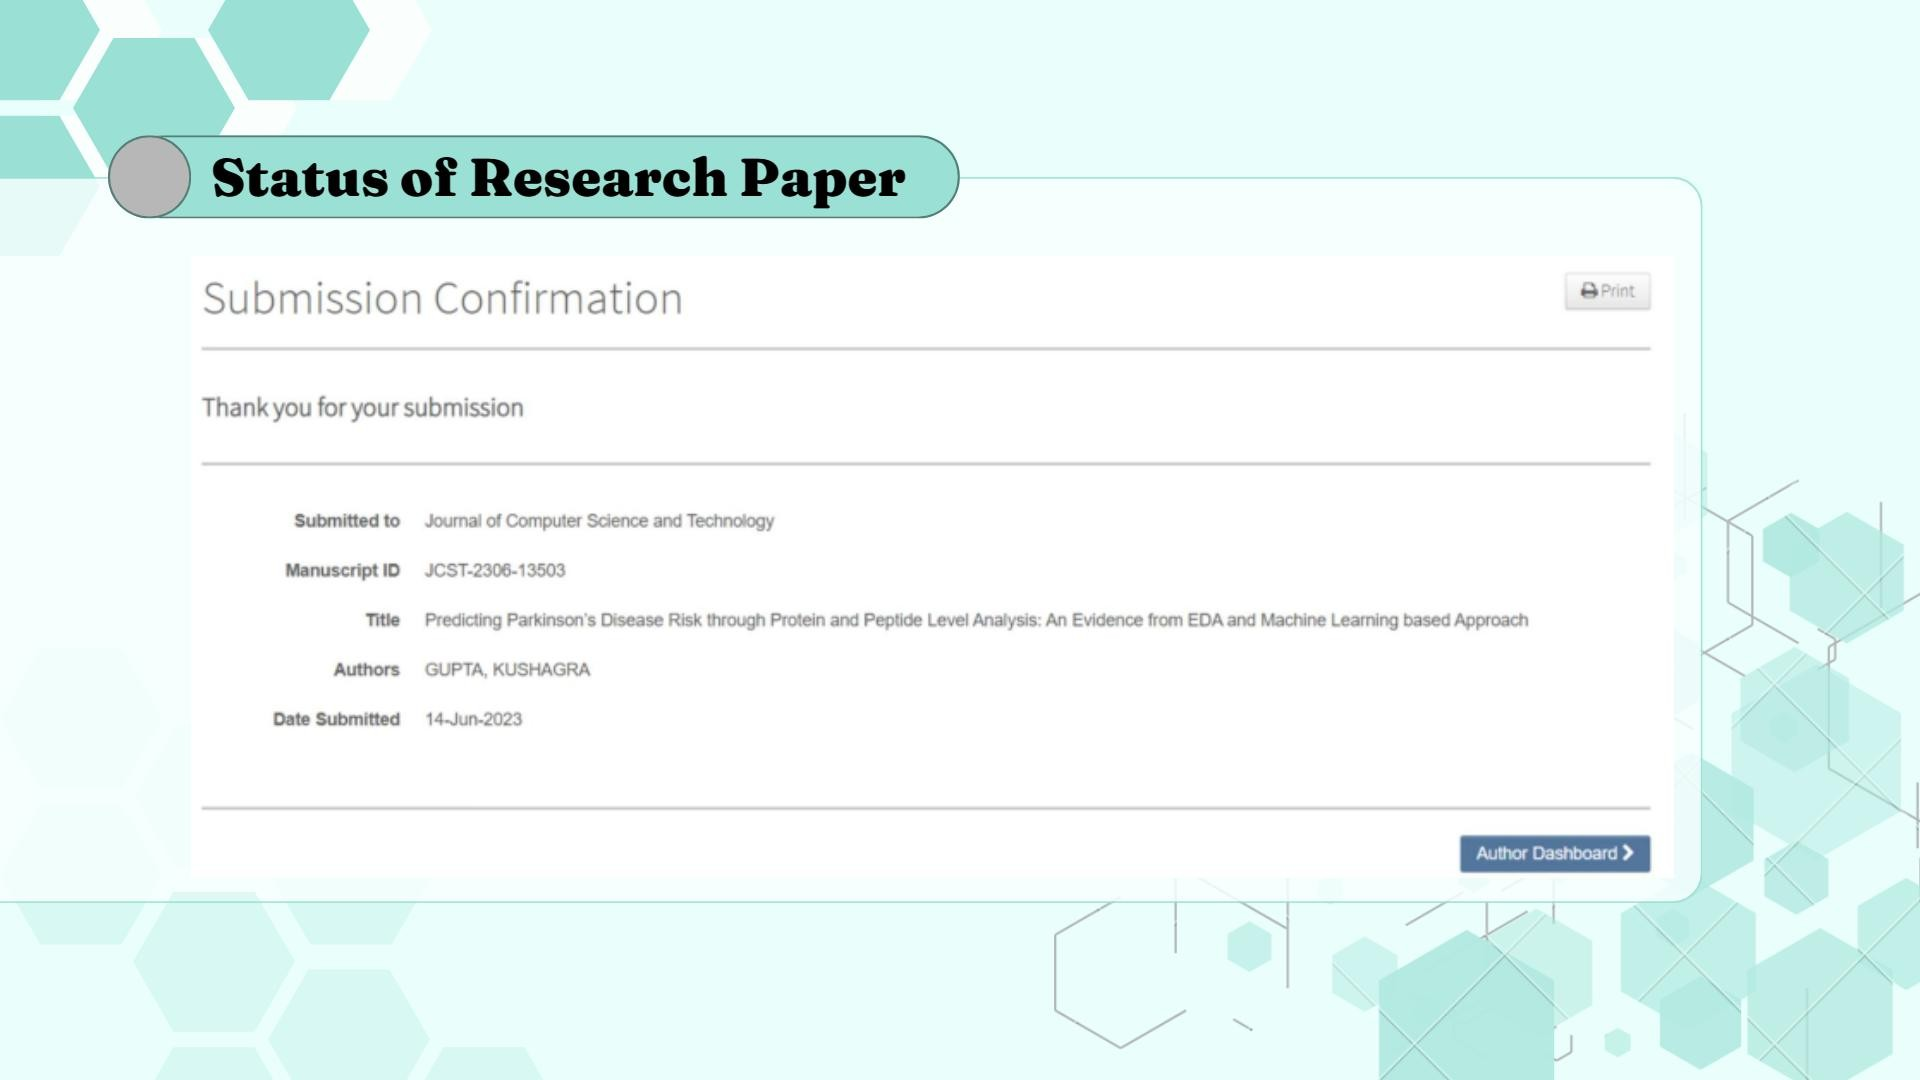 Status of Research Paper
Submission Confirmation
Print
Thank you for your submission
Submitted to Journal of Computer Science and Technology
Manuscript ID JCST-2306-13503
Title Predicting Parkinson's Disease Risk through Protein and Peptide Level Analysis: An Evidence from EDA and Machine Learning based Approach
Authors GUPTA, KUSHAGRA
Date Submitted 14-Jun-2023
Author Dashboard